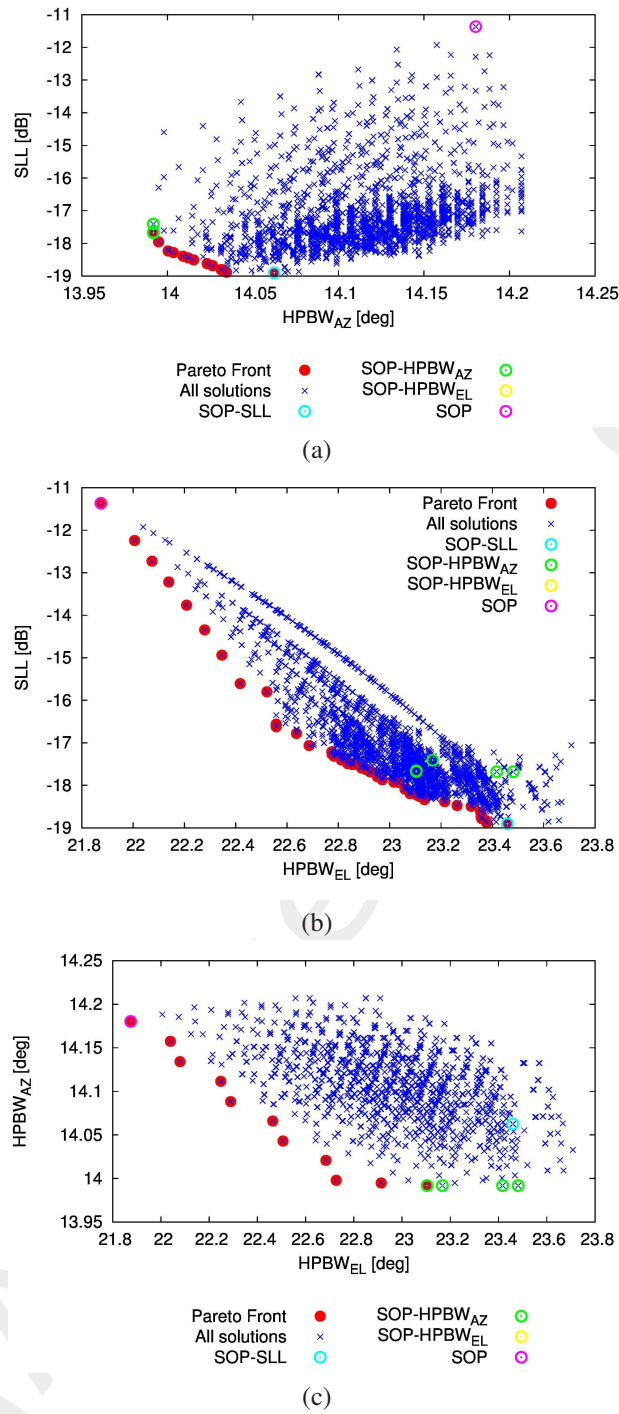 -11
-12
-13
-14
-15
-16
-17
-18
-19
SLL [dB]
13.95 14 14.05 14.1 14.15 14.2 14.25
HPBW_AZ [deg]
Pareto Front
All solutions
SOP-SLL
SOP-HPBW_AZ
SOP-HPBW_EL
SOP
(a)
-11
-12
-13
-14
-15
-16
-17
-18
-19
SLL [dB]
21.8 22 22.2 22.4 22.6 22.8 23 23.2 23.4 23.6 23.8
HPBW_EL [deg]
Pareto Front
All solutions
SOP-SLL
SOP-HPBW_AZ
SOP-HPBW_EL
SOP
(b)
14.25
14.2
14.15
14.1
14.05
14
13.95
HPBW_AZ [deg]
21.8 22 22.2 22.4 22.6 22.8 23 23.2 23.4 23.6 23.8
HPBW_EL [deg]
Pareto Front
All solutions
SOP-SLL
SOP-HPBW_AZ
SOP-HPBW_EL
SOP
(c)